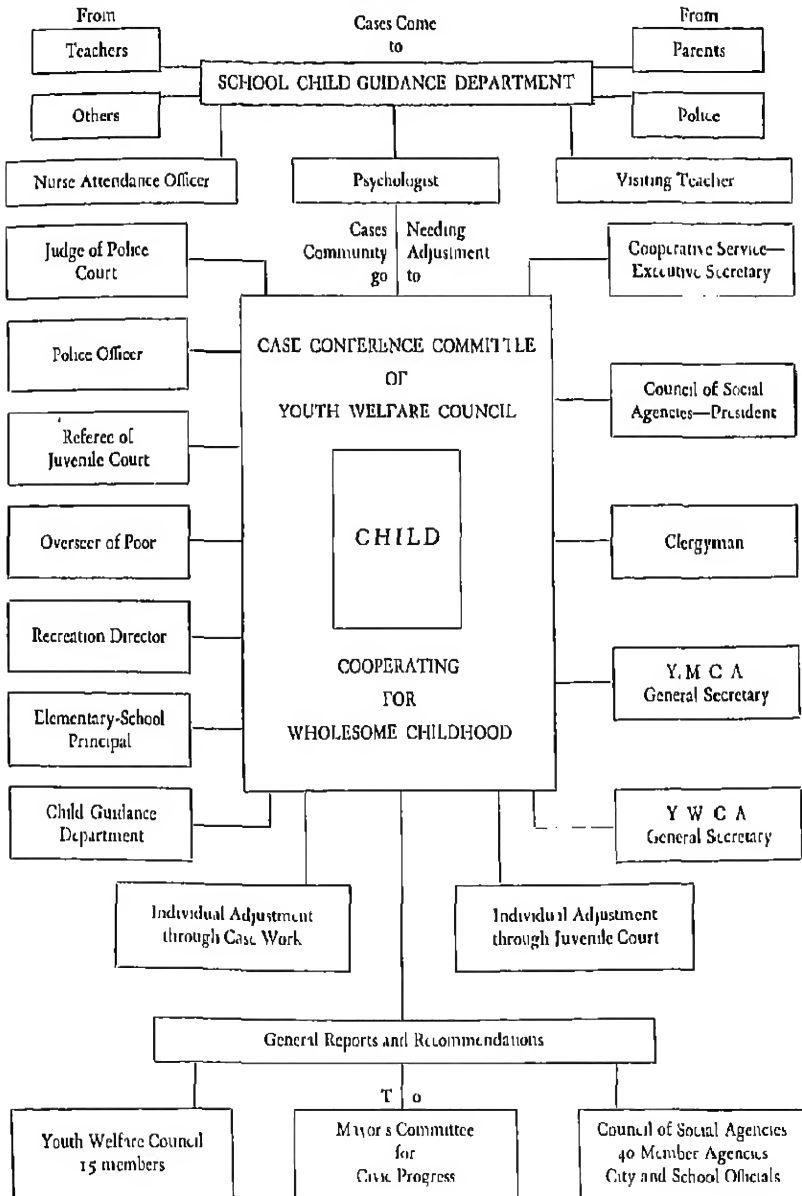 From
Cases Come
to
From
Teachers
Parents
SCHOOL CHILD GUIDANCE DEPARTMENT
Others
Police
Nurse Attendance Officer
Psychologist
Visiting Teacher
Cases Needing
Community Adjustment
go to
Judge of Police
Court
Police Officer
Referee of
Juvenile Court
Overseer of Poor
Recreation Director
Elementary-School
Principal
Child Guidance
Department
CASE CONFERENCE COMMITTEE
OF
YOUTH WELFARE COUNCIL
CHILD
COOPERATING
FOR
WHOLESOME CHILDHOOD
Cooperative Service—
Executive Secretary
Council of Social
Agencies—President
Clergyman
Y. M C A
General Secretary
Y W C A
General Secretary
Individual Adjustment
through Case Work
Individual Adjustment
through Juvenile Court
General Reports and Recommendations
To
Youth Welfare Council
15 members
Mayor s Committee
for
Civic Progress
Council of Social Agencies
40 Member Agencies
City and School Officials